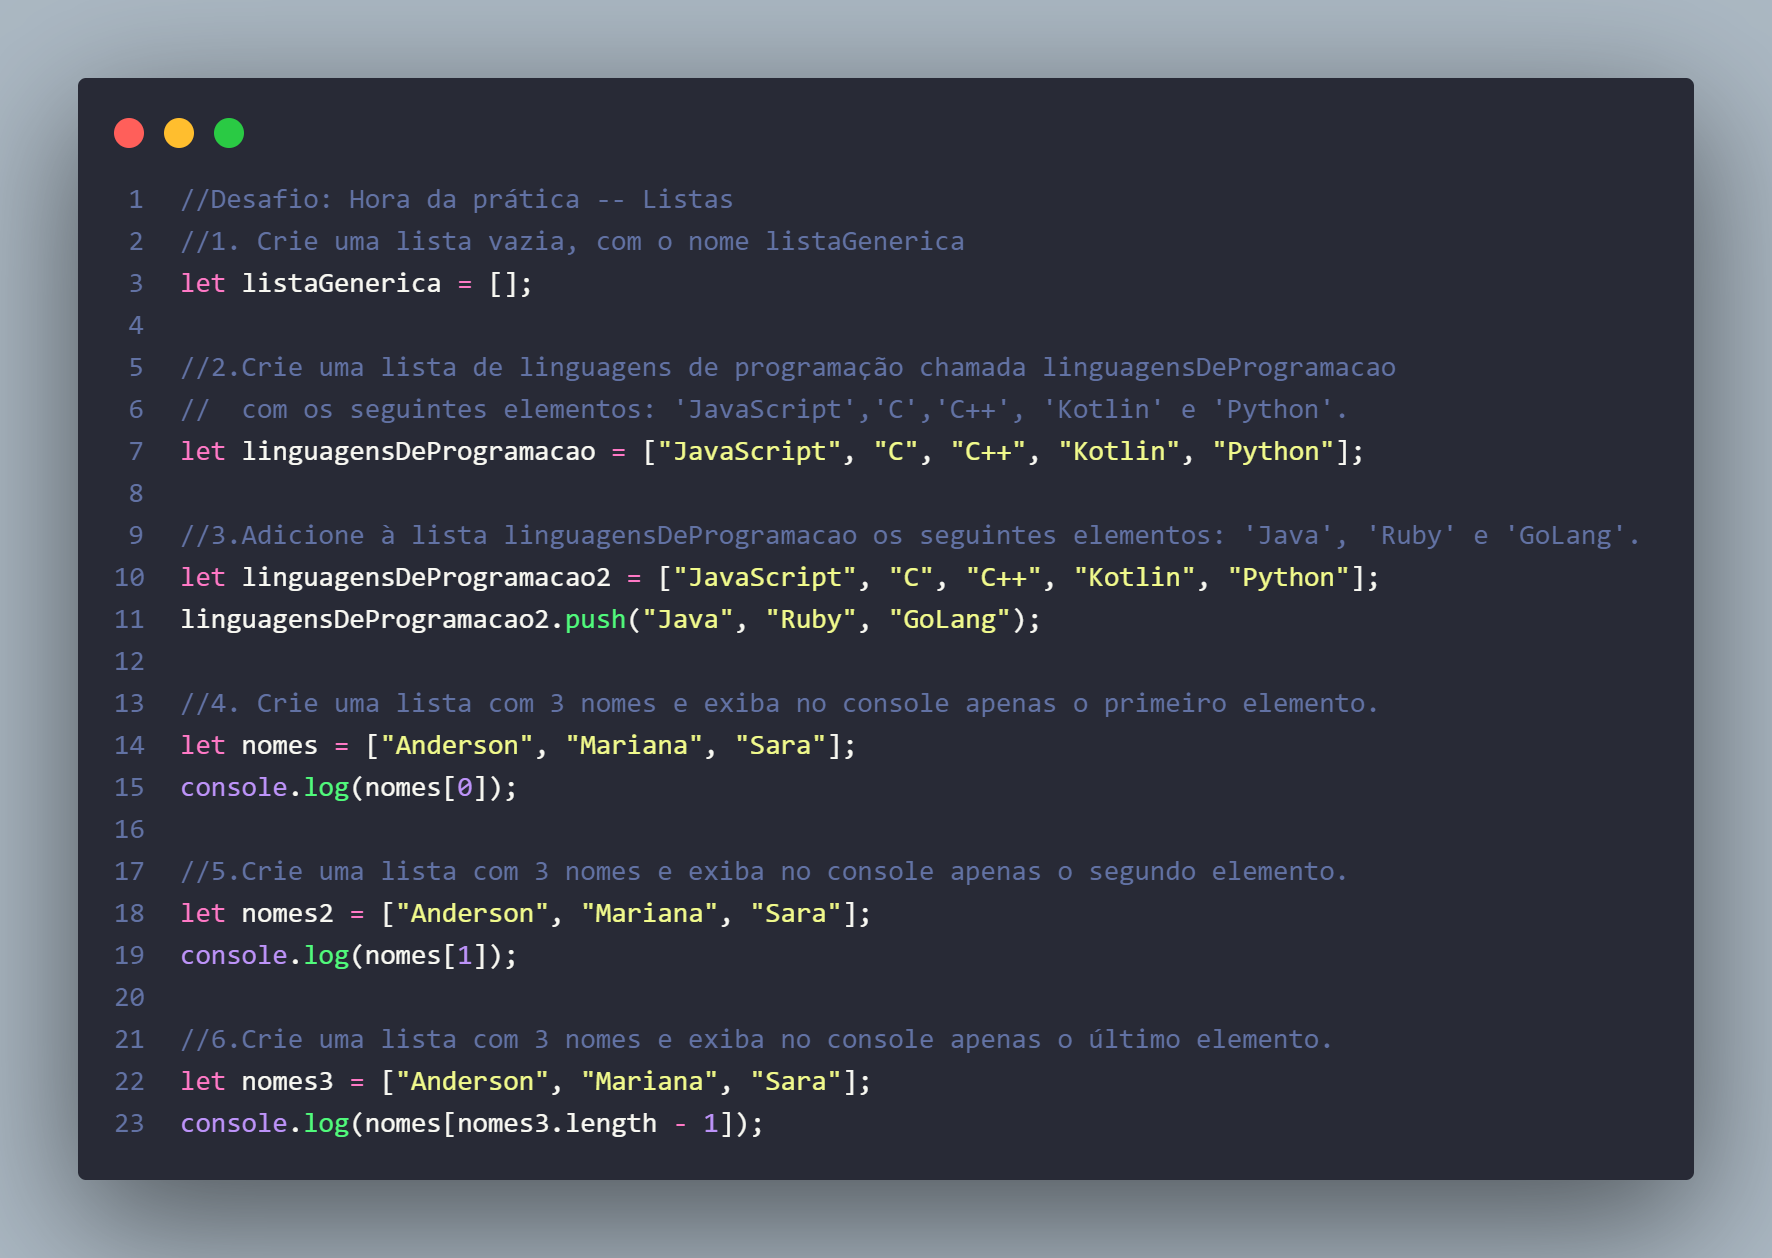 1 //Desafio: Hora da prática -- Listas
2 //1. Crie uma lista vazia, com o nome listaGenerica
3 let listaGenerica = [];
4
5 //2.Crie uma lista de linguagens de programação chamada linguagensDeProgramacao
6 //  com os seguintes elementos: 'JavaScript','C','C++', 'Kotlin' e 'Python'.
7 let linguagensDeProgramacao = ["JavaScript", "C", "C++", "Kotlin", "Python"];
8
9 //3.Adicione à lista linguagensDeProgramacao os seguintes elementos: 'Java', 'Ruby' e 'GoLang'.
10 let linguagensDeProgramacao2 = ["JavaScript", "C", "C++", "Kotlin", "Python"];
11 linguagensDeProgramacao2.push("Java", "Ruby", "GoLang");
12
13 //4. Crie uma lista com 3 nomes e exiba no console apenas o primeiro elemento.
14 let nomes = ["Anderson", "Mariana", "Sara"];
15 console.log(nomes[0]);
16
17 //5.Crie uma lista com 3 nomes e exiba no console apenas o segundo elemento.
18 let nomes2 = ["Anderson", "Mariana", "Sara"];
19 console.log(nomes[1]);
20
21 //6.Crie uma lista com 3 nomes e exiba no console apenas o último elemento.
22 let nomes3 = ["Anderson", "Mariana", "Sara"];
23 console.log(nomes[nomes3.length - 1]);